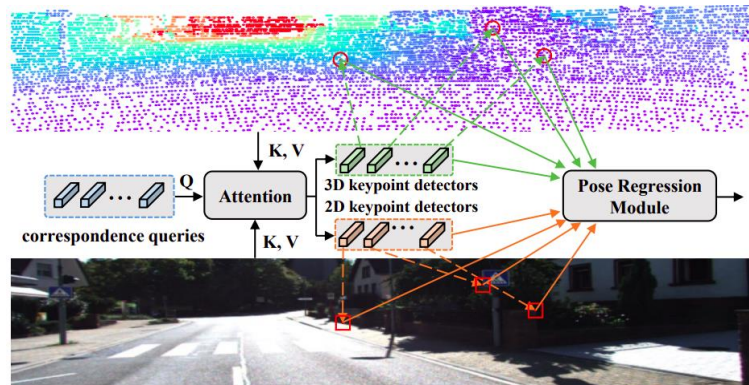 K, V
Q
Attention
3D keypoint detectors
2D keypoint detectors
Pose Regression
Module
correspondence queries
K, V